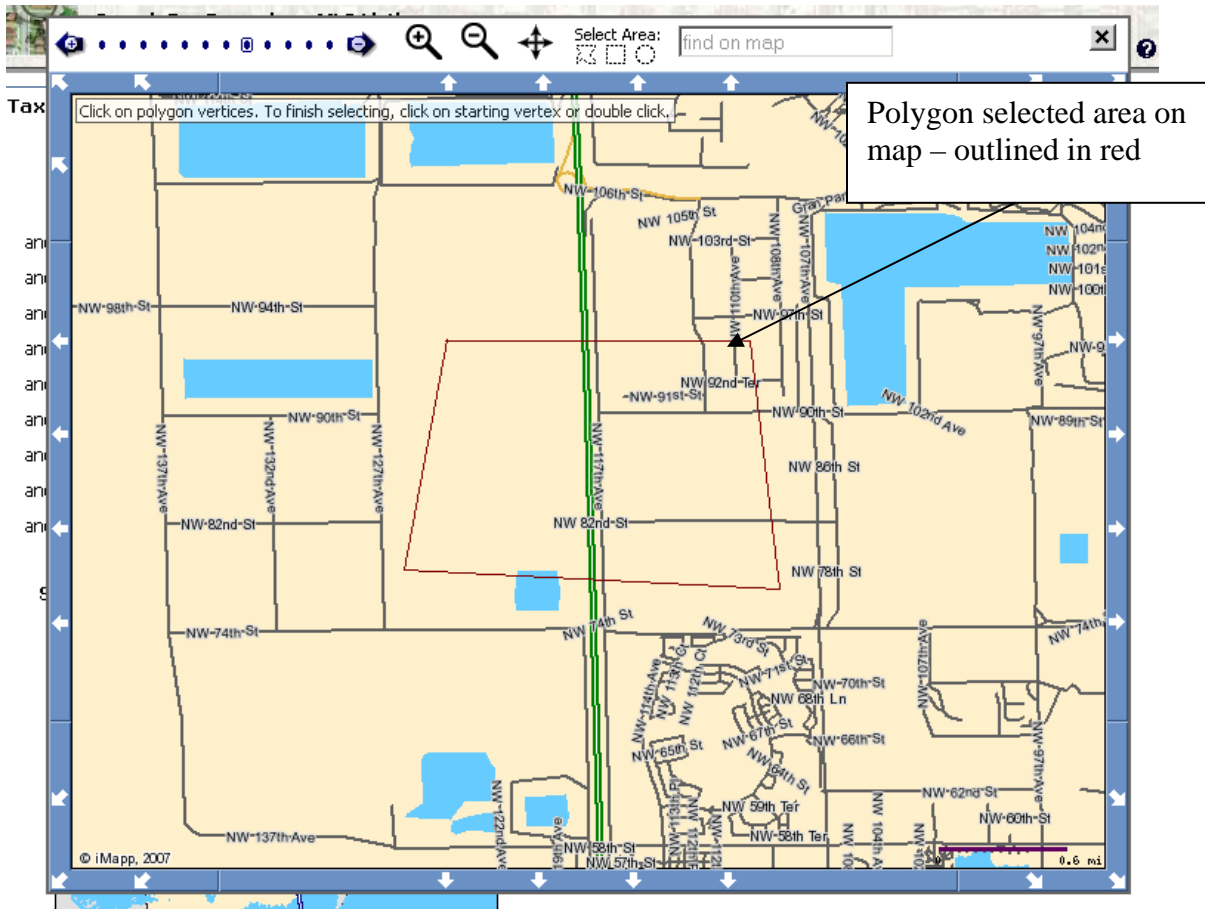 Select Area:
find on map
Tax
Click on polygon vertices. To finish selecting, click on starting vertex or double click.
Polygon selected area on
map – outlined in red
NW 106th St
NW 105th St
Gran Par
NW 103rd St
NW 108th Ave
NW 107th Ave
NW 110th Ave
NW 104
NW 102n
NW 101s
NW 100t
NW 98th St
NW 94th St
NW 97th St
NW 97th Ave
NW 9
NW 92nd Ter
NW 91st St
NW 90th St
NW 90th St
NW 102nd Ave
NW 89th St
NW 137th Ave
NW 132nd Ave
NW 127th Ave
NW 117th Ave
NW 86th St
NW 82nd St
NW 82nd St
NW 78th St
NW 74th St
NW 74th St
NW 73rd St
NW 74th
NW 114th Ave
NW 113th Ct
NW 112th Ct
NW 71st St
NW 70th St
NW 107th Ave
NW 68th Ln
NW 67th St
NW 66th St
NW 65th St
NW 64th St
NW 97th Ave
NW 62nd St
NW 59th Ter
NW 60th St
NW 58th Ter
NW 137th Ave
NW 122nd Ave
NW 58th St
NW 57th St
NW 104th A
© iMapp, 2007
0
0.6 mi